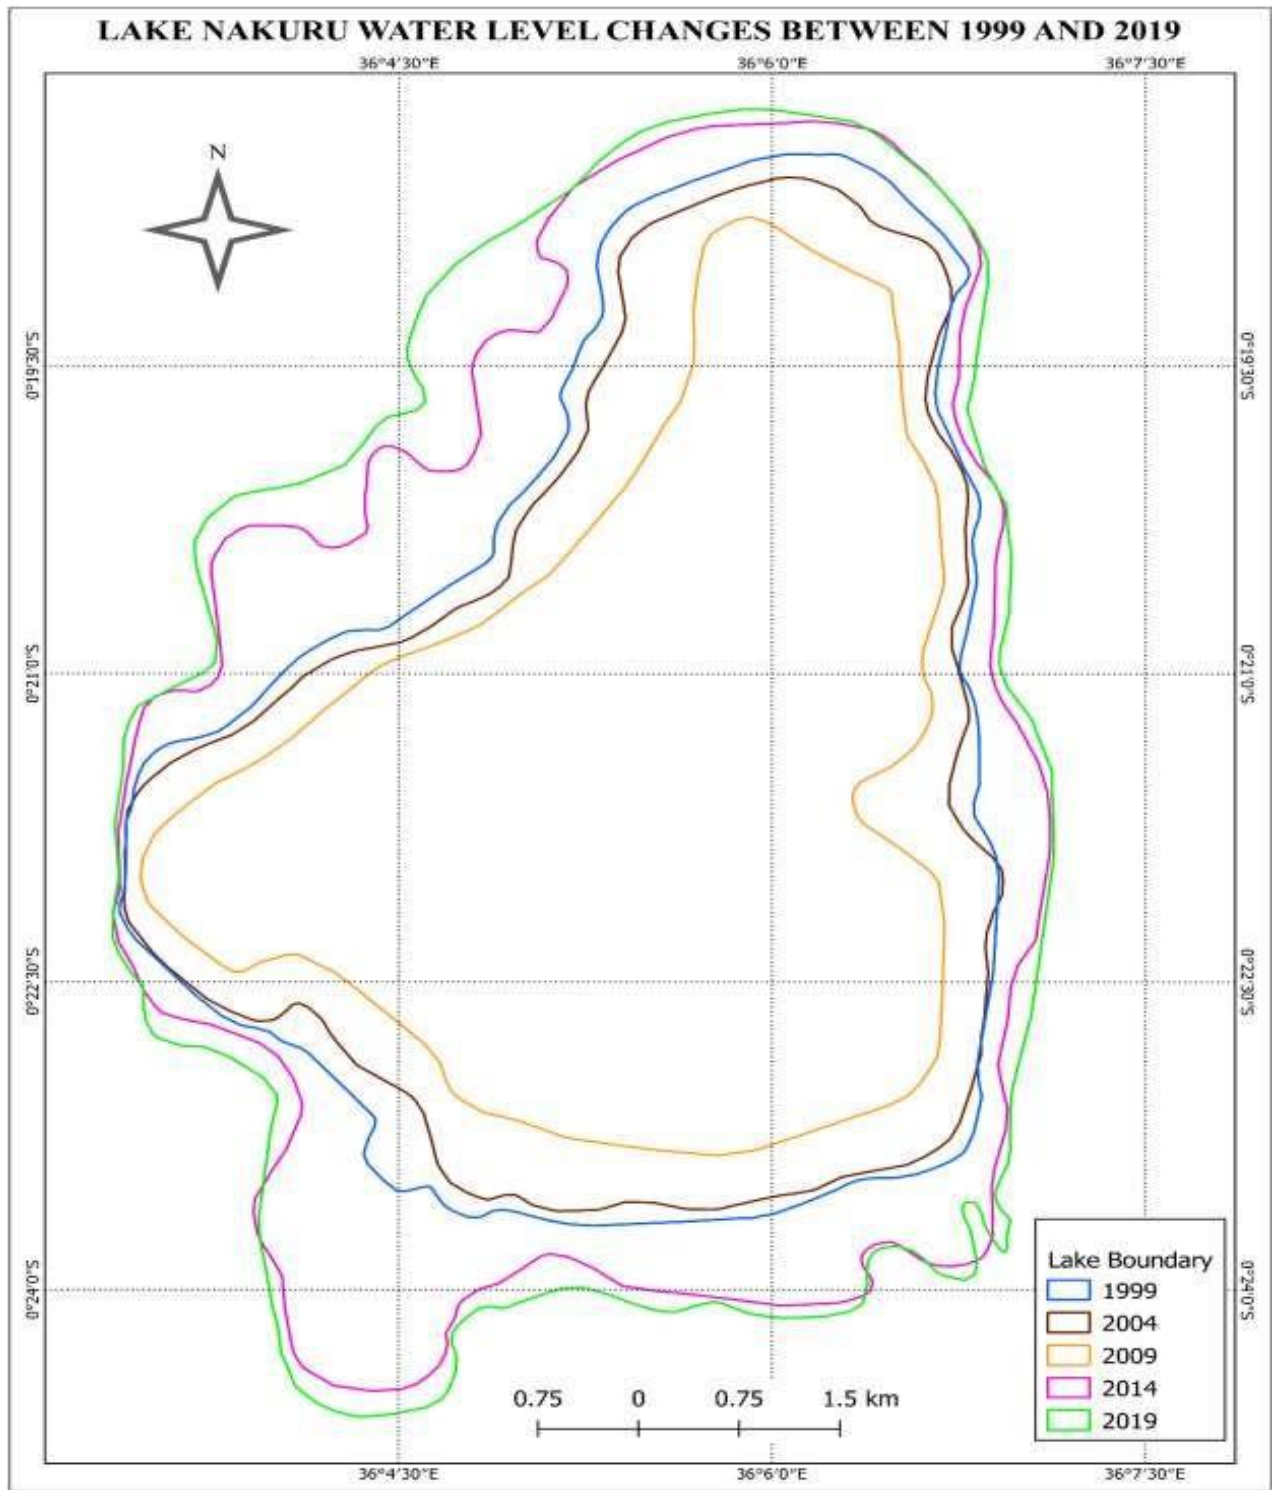 LAKE NAKURU WATER LEVEL CHANGES BETWEEN 1999 AND 2019
36°4'30"E 36°6'0"E 36°7'30"E
N
0°19'30"S 0°19'30"S
0°21'0"S 0°21'0"S
0°22'30"S 0°22'30"S
0°24'0"S 0°24'0"S
Lake Boundary
1999
2004
2009
2014
2019
0.75 0 0.75 1.5 km
36°4'30"E 36°6'0"E 36°7'30"E